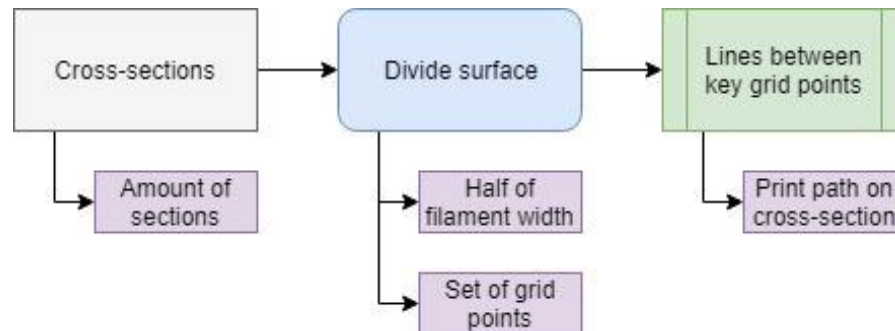 Cross-sections
Divide surface
Lines between
key grid points
Amount of
sections
Half of
filament width
Print path on
cross-section
Set of grid
points